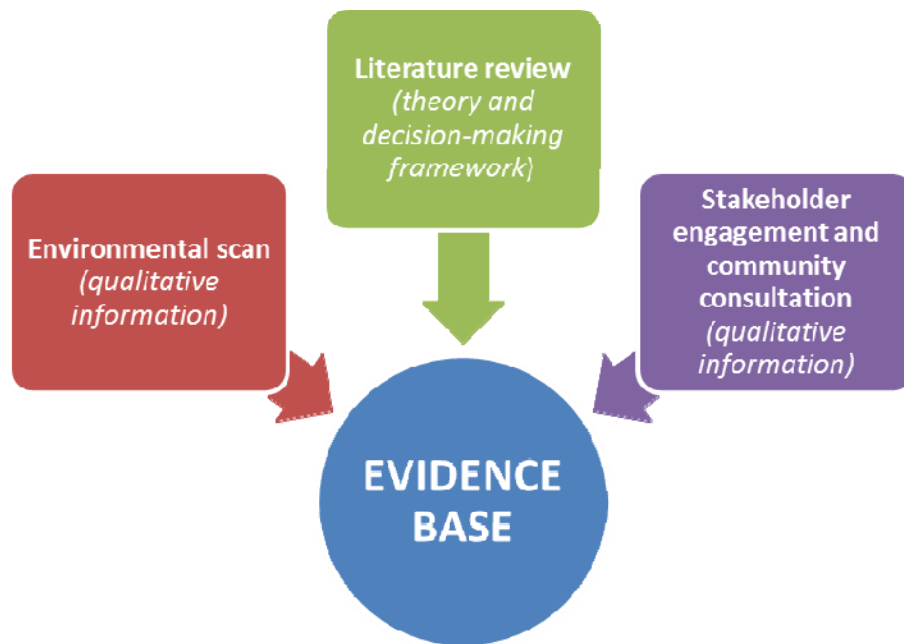 Literature review
(theory and
decision-making
framework)
Environmental scan
(qualitative
information)
Stakeholder
engagement and
community
consultation
(qualitative
information)
EVIDENCE
BASE